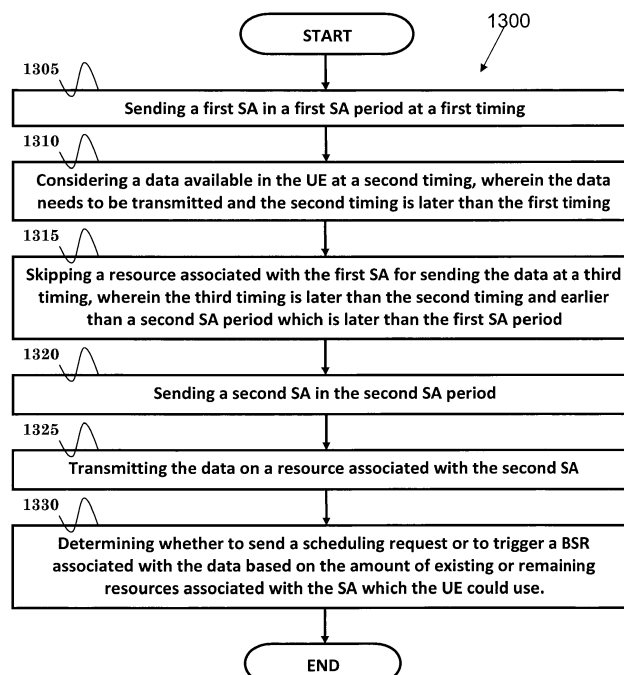 START
1300
1305
Sending a first SA in a first SA period at a first timing
1310
Considering a data available in the UE at a second timing, wherein the data
needs to be transmitted and the second timing is later than the first timing
1315
Skipping a resource associated with the first SA for sending the data at a third
timing, wherein the third timing is later than the second timing and earlier
than a second SA period which is later than the first SA period
1320
Sending a second SA in the second SA period
1325
Transmitting the data on a resource associated with the second SA
1330
Determining whether to send a scheduling request or to trigger a BSR
associated with the data based on the amount of existing or remaining
resources associated with the SA which the UE could use.
END